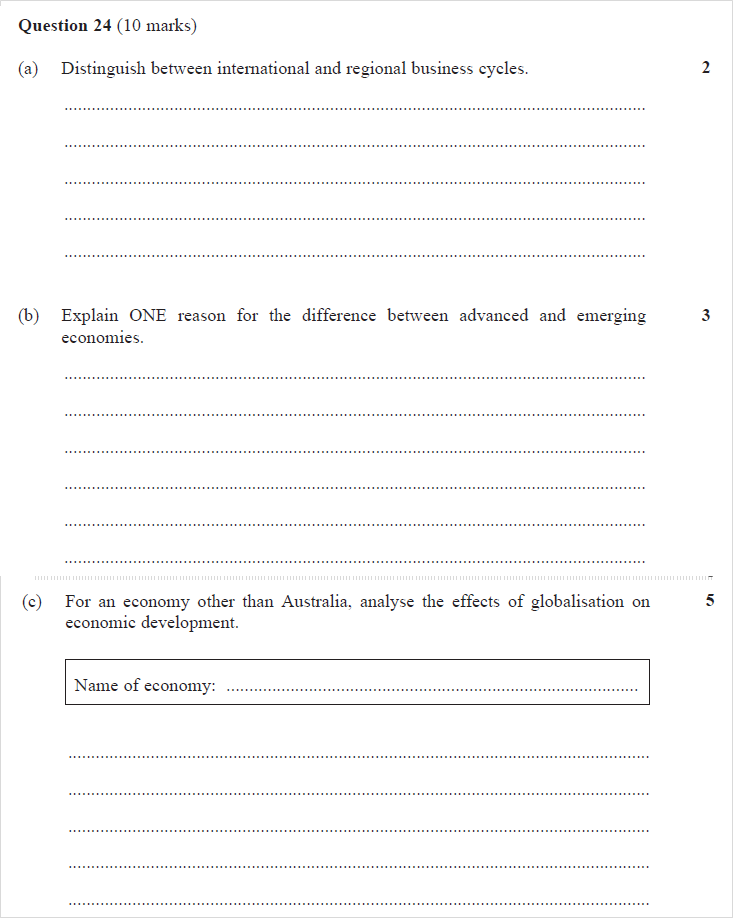 Question 24 (10 marks)
(a) Distinguish between international and regional business cycles. 2
(b) Explain ONE reason for the difference between advanced and emerging 3
economies.
(c) For an economy other than Australia, analyse the effects of globalisation on 5
economic development.
Name of economy: ..........................................................................................